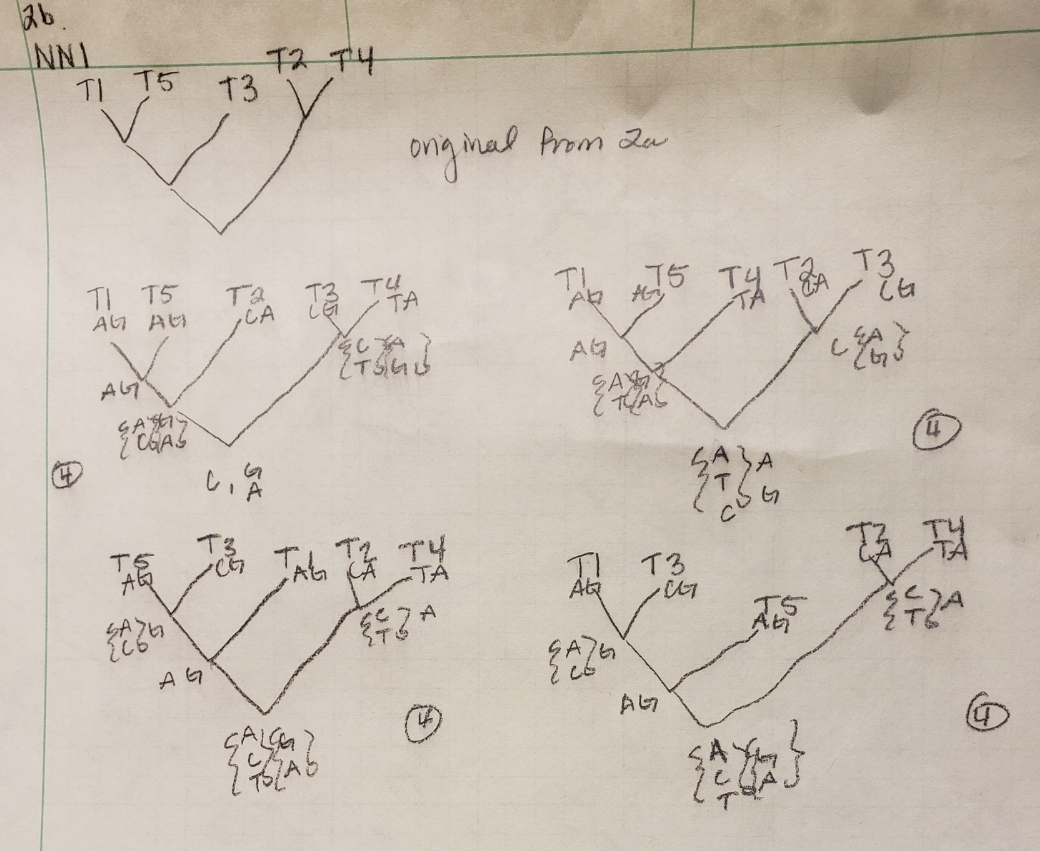 2b.
NNI
T1 T5 T3 T2 T4
original from 2a
T1 T5 T2 T3 T4
AG AG CA CG TA
AG
{C T} {A G}
{A C} {G A}
C, G A
4
T1 T5 T4 T2 T3
AG AG TA CA CG
AG
C {A G}
{A T} {G A}
{A T C} A G
4
T5 T3 T1 T2 T4
AG CG AG CA TA
{A C} G
{C T} A
AG
{A C T} {G A}
4
T1 T3 T5 T2 T4
AG CG AG CA TA
{A C} G
{C T} A
AG
{A C T} {G A}
4